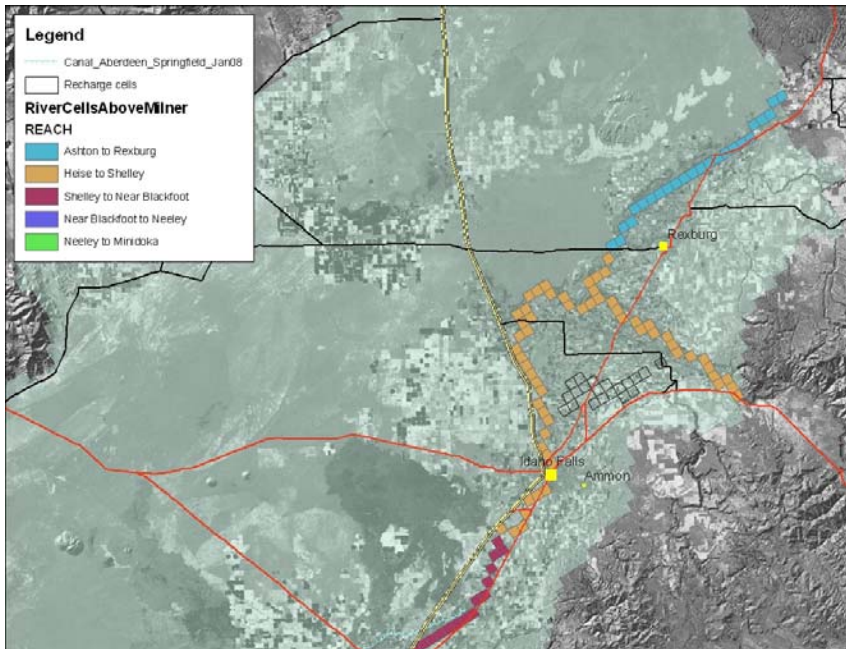 Legend
Canal_Aberdeen_Springfield_Jan08
Recharge cells
RiverCellsAboveMilner
REACH
Ashton to Rexburg
Heise to Shelley
Shelley to Near Blackfoot
Near Blackfoot to Neeley
Neeley to Minidoka
Rexburg
Idaho Falls
Ammon